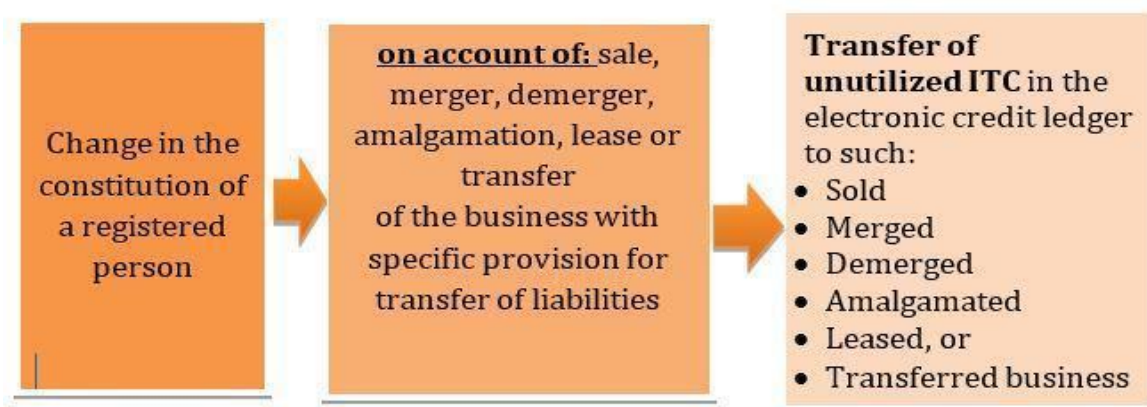 Change in the
constitution of
a registered
person
on account of: sale,
merger, demerger,
amalgamation, lease or
transfer
of the business with
specific provision for
transfer of liabilities
Transfer of
unutilized ITC in the
electronic credit ledger
to such:
• Sold
• Merged
• Demerged
• Amalgamated
• Leased, or
• Transferred business